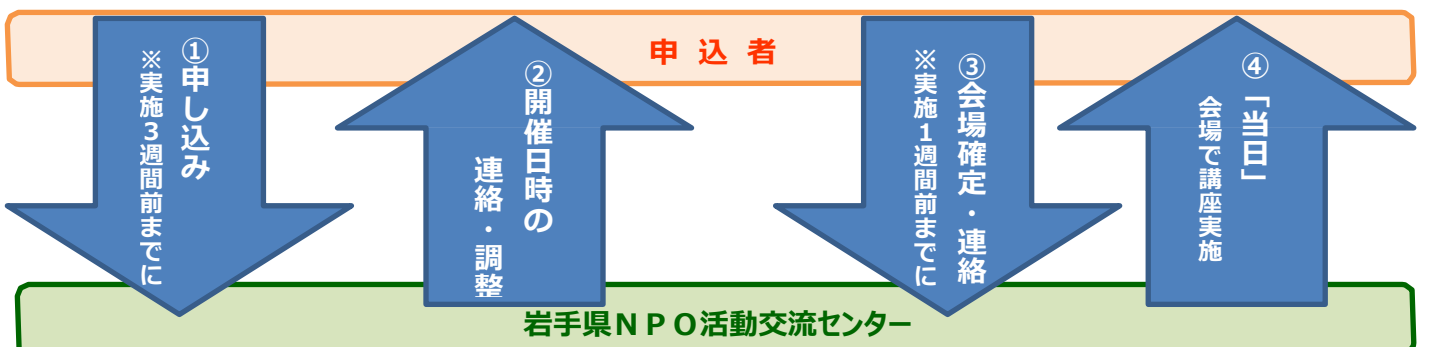 申 込 者
①申し込み
※実施３週間前までに
②開催日時の
連絡・調整
③会場確定・連絡
※実施１週間前までに
④「当日」
会場で講座実施
岩手県ＮＰＯ活動交流センター